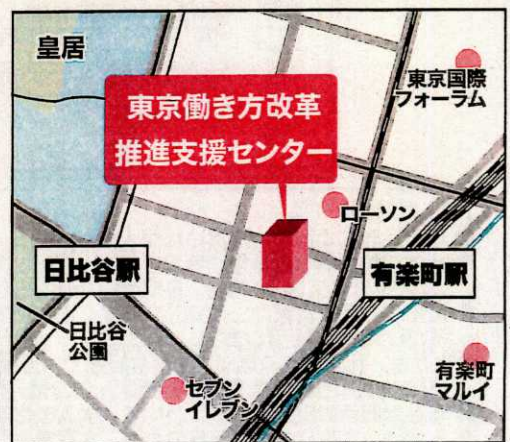 皇居
東京国際
フォーラム
東京働き方改革
推進支援センター
ローソン
日比谷駅
有楽町駅
日比谷
公園
セブン
イレブン
有楽町
マルイ